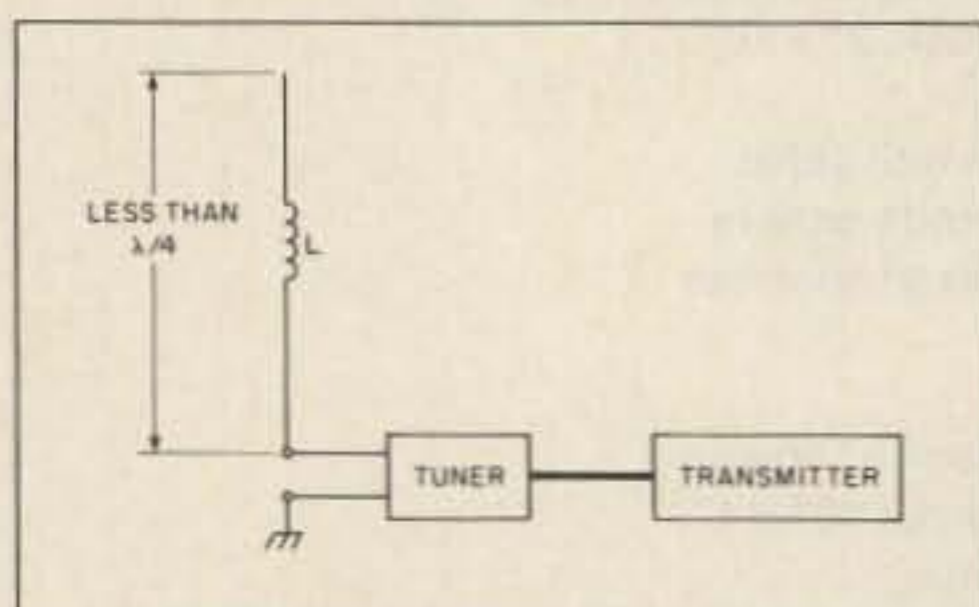 LESS THAN
λ/4
L
TUNER
TRANSMITTER